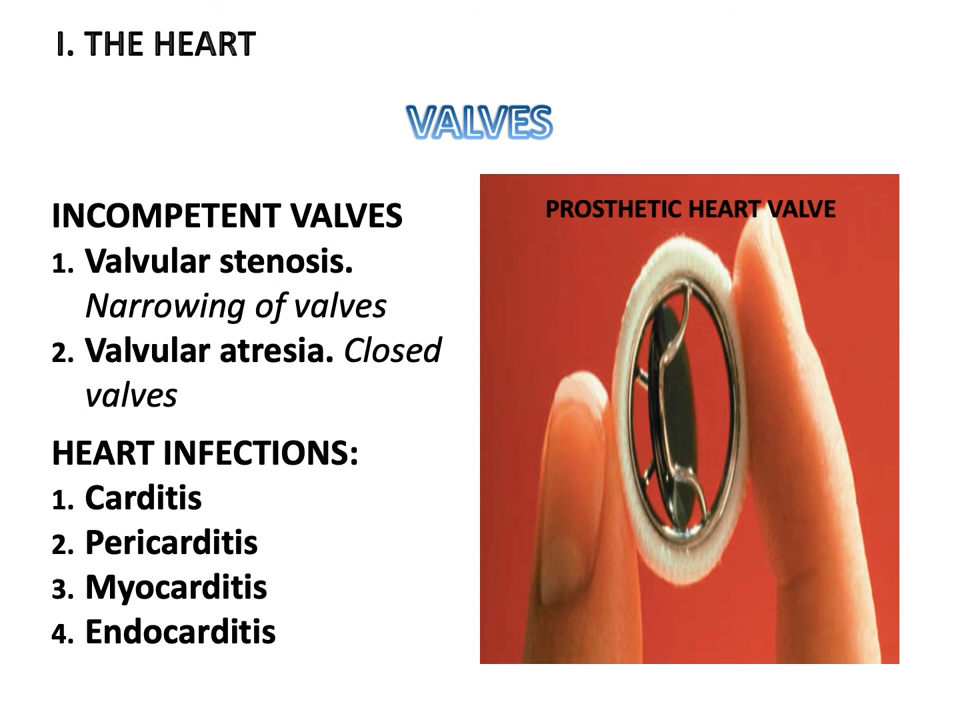 I. THE HEART
VALVES
INCOMPETENT VALVES
1. Valvular stenosis.
Narrowing of valves
2. Valvular atresia. Closed
valves
HEART INFECTIONS:
1. Carditis
2. Pericarditis
3. Myocarditis
4. Endocarditis
PROSTHETIC HEART VALVE